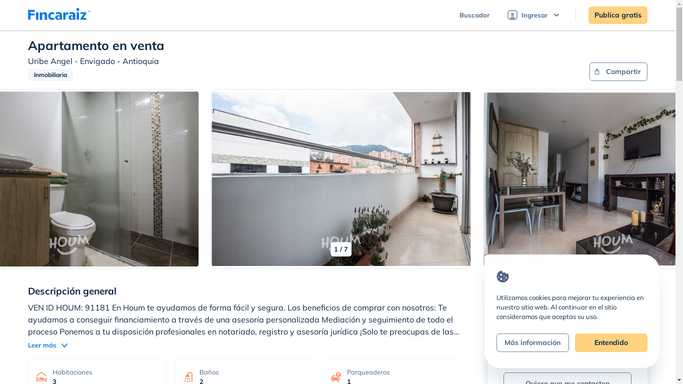 Fincaraiz
Buscador
Ingresar
Publica gratis
Apartamento en venta
Uribe Angel - Envigado - Antioquia
Inmobiliaria
Compartir
HOUM
HOUM
HOUM
1 / 7
Descripción general
VEN ID HOUM: 91181 En Houm te ayudamos de forma fácil y segura. Los beneficios de comprar con nosotros: Te
ayudamos a conseguir financiamiento a través de una asesoría personalizada Mediación y seguimiento de todo el
proceso Ponemos a tu disposición profesionales en notariado, registro y asesoría jurídica ¡Solo te preocupas de las...
Leer más
Habitaciones
3
Baños
2
Parqueaderos
1
Utilizamos cookies para mejorar tu experiencia en
nuestro sitio web. Al continuar en el sitio
consideramos que aceptas su uso.
Más información
Entendido
Quiero que me contacten